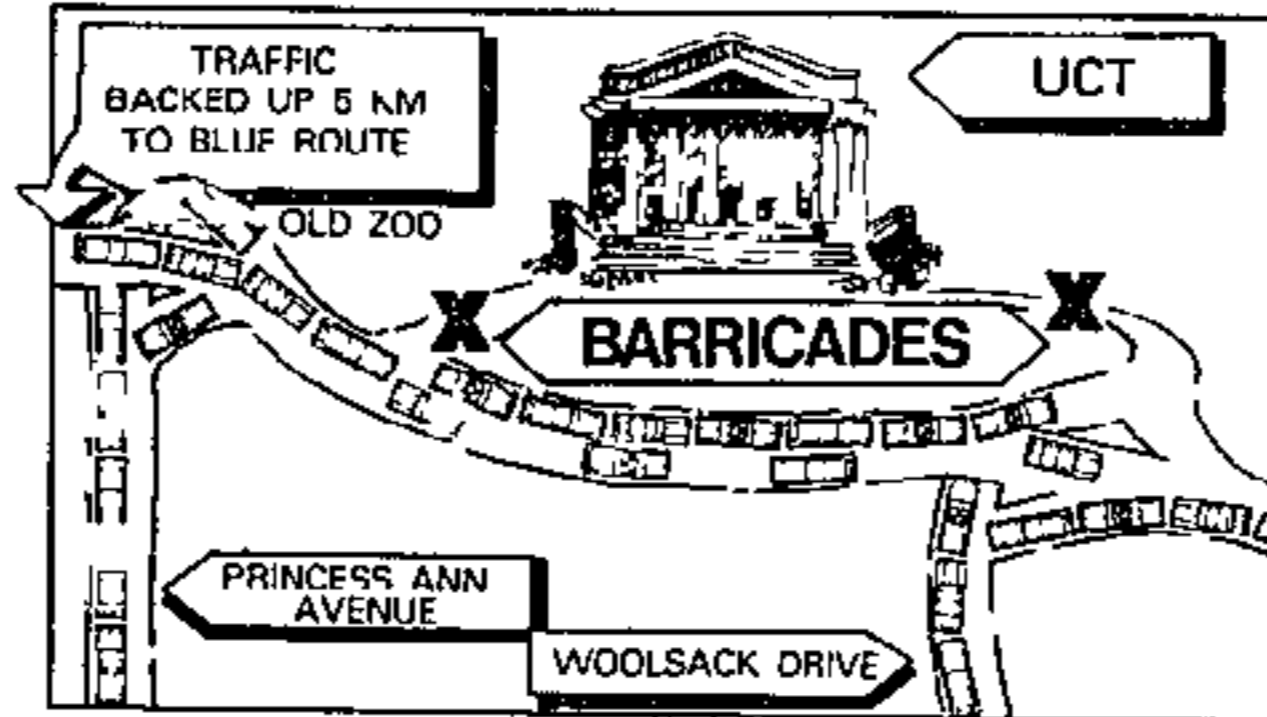 TRAFFIC
BACKED UP 5 KM
TO BLUE ROUTE
UCT
OLD ZOO
X
X
BARRICADES
PRINCESS ANN
AVENUE
WOOLSACK DRIVE